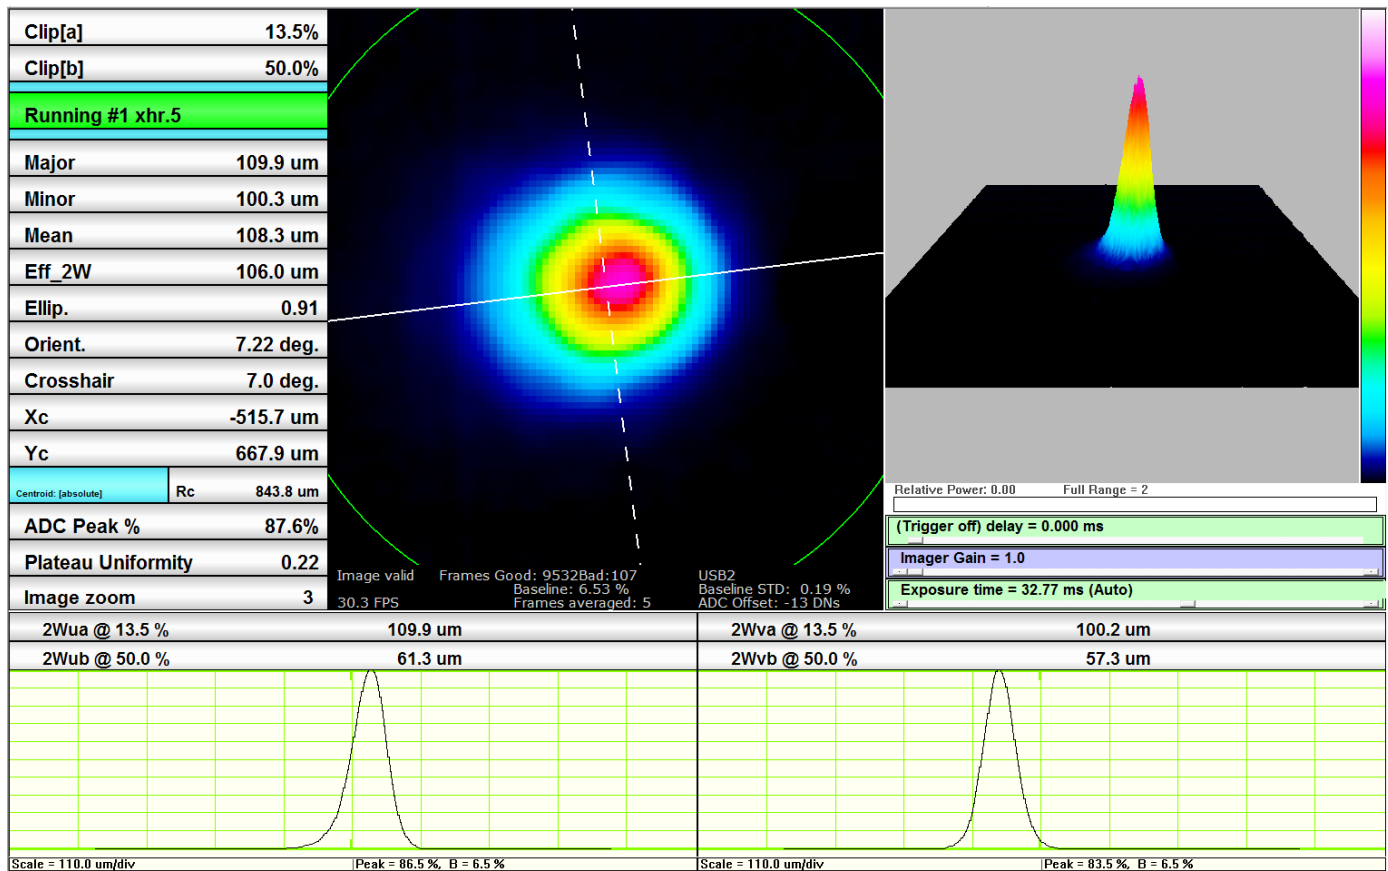 Clip[a] 13.5%
Clip[b] 50.0%
Running #1 xhr.5
Major 109.9 um
Minor 100.3 um
Mean 108.3 um
Eff_2W 106.0 um
Ellip. 0.91
Orient. 7.22 deg.
Crosshair 7.0 deg.
Xc -515.7 um
Yc 667.9 um
Centroid: [absolute] Rc 843.8 um
ADC Peak % 87.6%
Plateau Uniformity 0.22
Image zoom 3
Image valid Frames Good: 9532Bad:107 USB2
Baseline: 6.53 % Baseline STD: 0.19 %
30.3 FPS Frames averaged: 5 ADC Offset: -13 DNs
Relative Power: 0.00 Full Range = 2
(Trigger off) delay = 0.000 ms
Imager Gain = 1.0
Exposure time = 32.77 ms (Auto)
2Wua @ 13.5 % 109.9 um
2Wub @ 50.0 % 61.3 um
Scale = 110.0 um/div Peak = 86.5 %, B = 6.5 %
2Wva @ 13.5 % 100.2 um
2Wvb @ 50.0 % 57.3 um
Scale = 110.0 um/div Peak = 83.5 %, B = 6.5 %